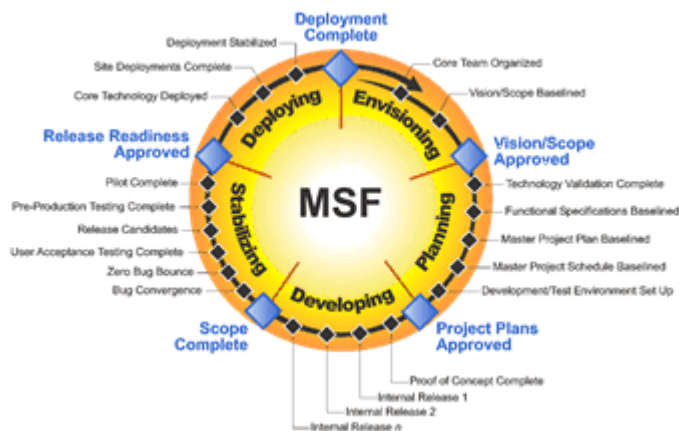 Deployment
Complete
Deployment Stabilized
Site Deployments Complete
Core Technology Deployed
Core Team Organized
Vision/Scope Baselined
Deploying
Envisioning
Release Readiness
Approved
Vision/Scope
Approved
Pilot Complete
Pre-Production Testing Complete
Release Candidates
User Acceptance Testing Complete
Zero Bug Bounce
Bug Convergence
Stabilizing
MSF
Planning
Technology Validation Complete
Functional Specifications Baselined
Master Project Plan Baselined
Master Project Schedule Baselined
Development/Test Environment Set Up
Developing
Scope
Complete
Project Plans
Approved
Proof of Concept Complete
Internal Release 1
Internal Release 2
Internal Release n